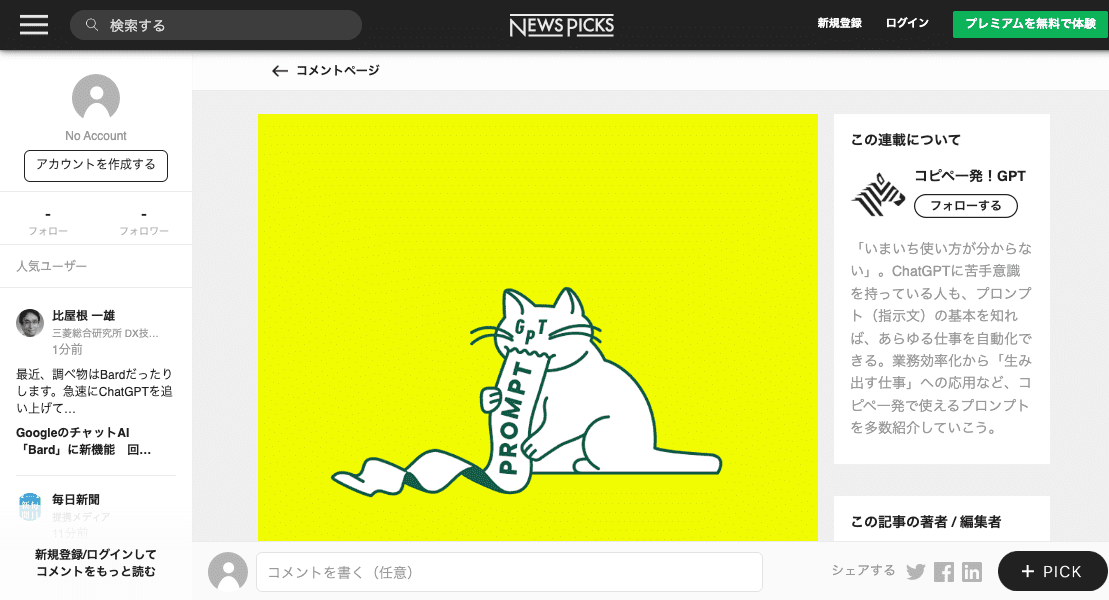 検索する
NEWSPICKS
新規登録
ログイン
プレミアムを無料で体験
No Account
アカウントを作成する
-
フォロー
-
フォロワー
人気ユーザー
比屋根 一雄
三菱総合研究所 DX技…
1分前
最近、調べ物はBardだったり
します。急速にChatGPTを追
い上げて…
GoogleのチャットAI
「Bard」に新機能　回…
毎日新聞
提携メディア
11分前
新規登録/ログインして
コメントをもっと読む
← コメントページ
GPT
PROMPT
この連載について
コピペ一発！GPT
フォローする
「いまいち使い方が分からな
い」。ChatGPTに苦手意識
を持っている人も、プロンプ
ト（指示文）の基本を知れ
ば、あらゆる仕事を自動化で
きる。業務効率化から「生み
出す仕事」への応用など、コ
ピペ一発で使えるプロンプト
を多数紹介していこう。
この記事の著者 / 編集者
コメントを書く（任意）
シェアする
+ PICK